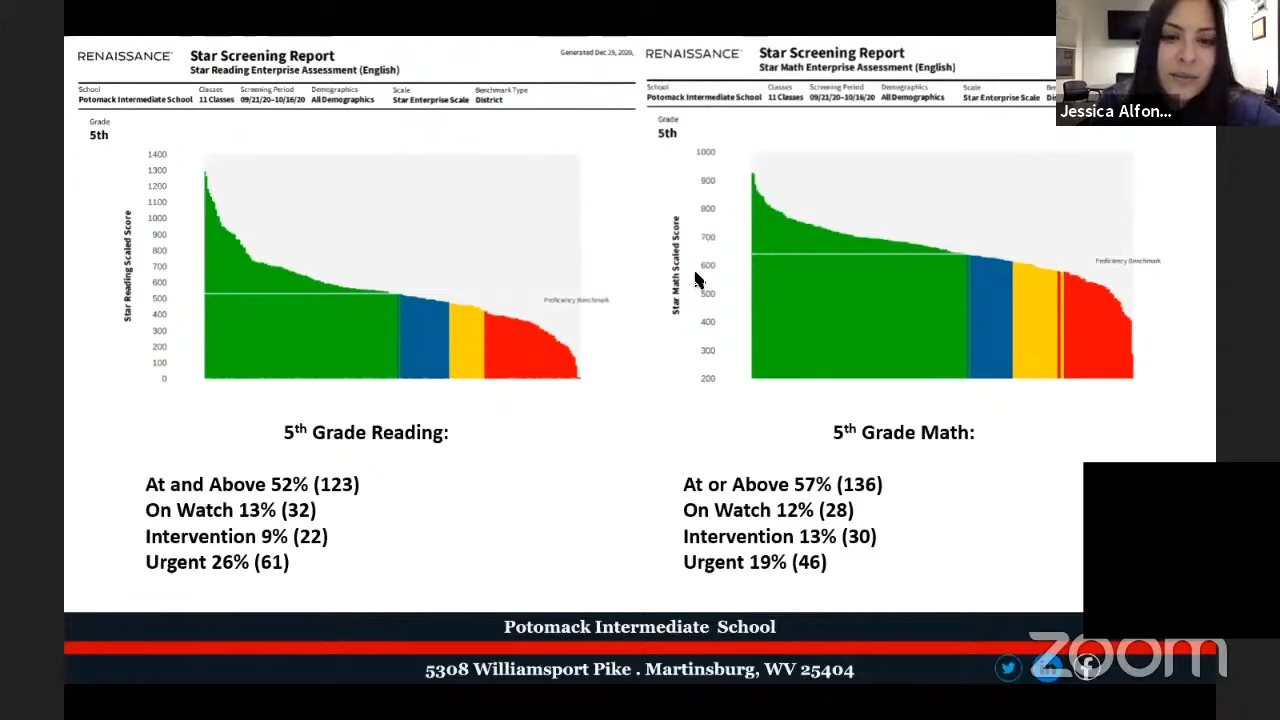 RENAISSANCE
Star Screening Report
Star Reading Enterprise Assessment (English)
Generated Dec 29, 2020,
School
Potomack Intermediate School
Classes
11 Classes
Screening Period
09/21/20-10/16/20
Demographics
All Demographics
Scale
Star Enterprise Scale
Benchmark Type
District
Grade
5th
1400
1300
1200
1100
1000
900
800
700
600
500
400
300
200
100
0
Star Reading Scaled Score
Proficiency Benchmark
RENAISSANCE
Star Screening Report
Star Math Enterprise Assessment (English)
School
Potomack Intermediate School
Classes
11 Classes
Screening Period
09/21/20-10/16/20
Demographics
All Demographics
Scale
Star Enterprise Scale
Grade
5th
1000
900
800
700
600
500
400
300
200
Star Math Scaled Score
Proficiency Benchmark
Jessica Alfon...
5th Grade Reading:
At and Above 52% (123)
On Watch 13% (32)
Intervention 9% (22)
Urgent 26% (61)
5th Grade Math:
At or Above 57% (136)
On Watch 12% (28)
Intervention 13% (30)
Urgent 19% (46)
Potomack Intermediate School
5308 Williamsport Pike . Martinsburg, WV 25404
zoom